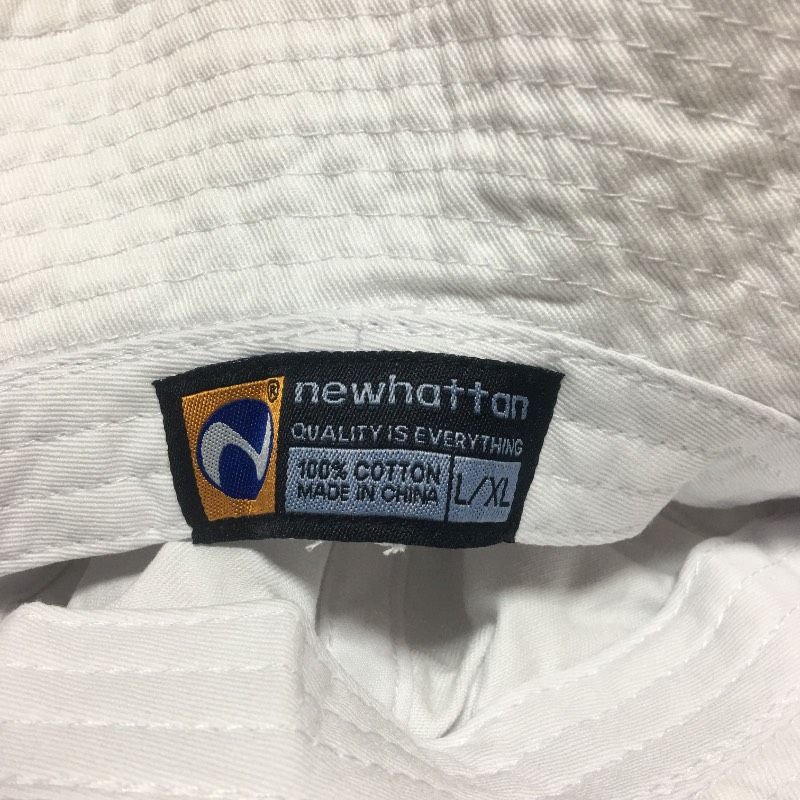 newhattan
QUALITY IS EVERYTHING
100% COTTON
MADE IN CHINA
L/XL
®